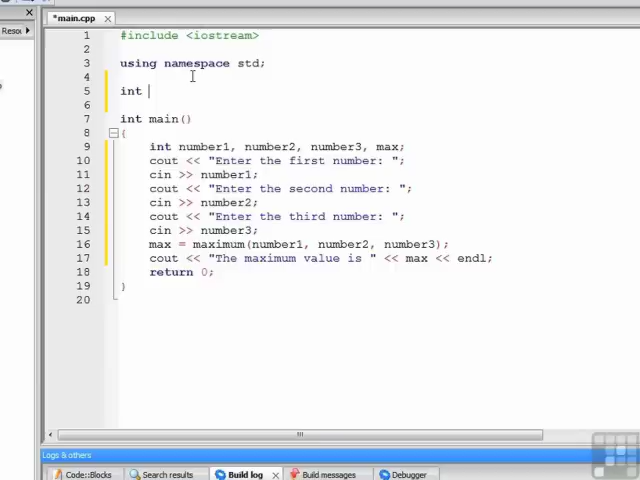 *main.cpp
Resou
1 #include <iostream>
2
3 using namespace std;
4
5 int
6
7 int main()
8 {
9 int number1, number2, number3, max;
10 cout << "Enter the first number: ";
11 cin >> number1;
12 cout << "Enter the second number: ";
13 cin >> number2;
14 cout << "Enter the third number: ";
15 cin >> number3;
16 max = maximum(number1, number2, number3);
17 cout << "The maximum value is " << max << endl;
18 return 0;
19 }
20
Logs & others
Code::Blocks Search results Build log Build messages Debugger